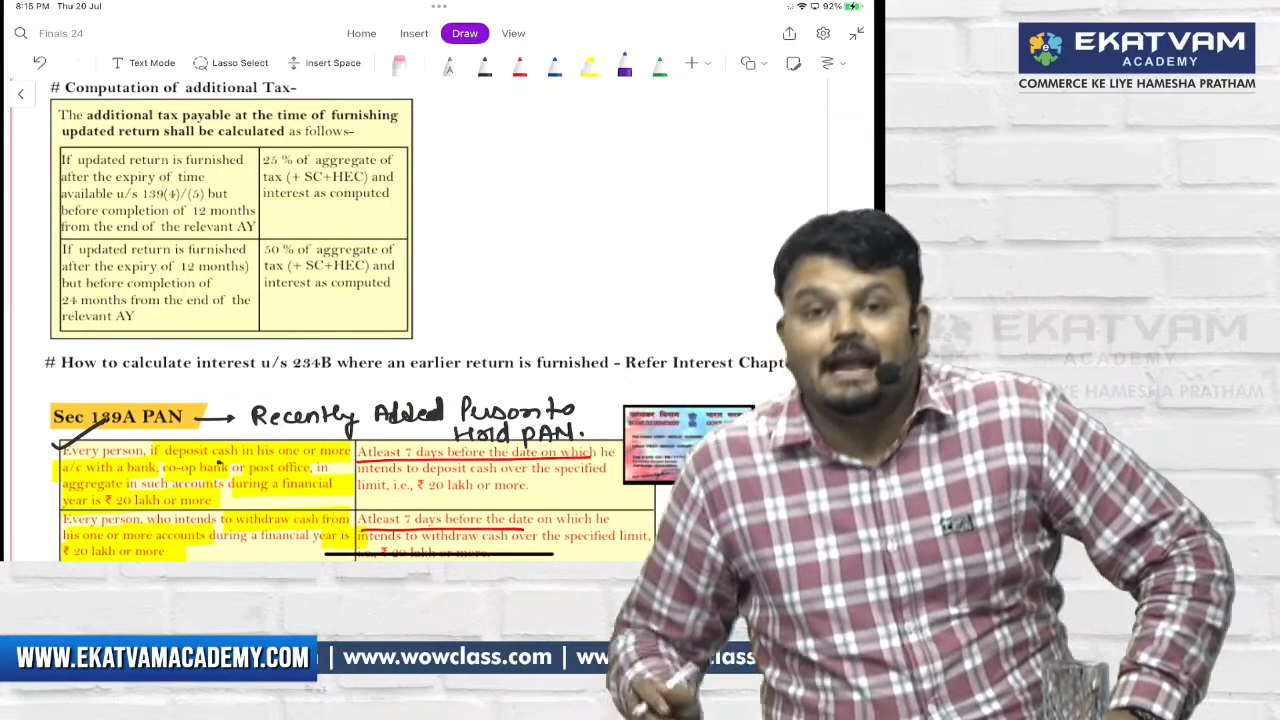 8:15 PM Thu 20 Jul
92%
Finals 24
Home Insert Draw View
Text Mode Lasso Select Insert Space
# Computation of additional Tax-
The additional tax payable at the time of furnishing
updated return shall be calculated as follows-
If updated return is furnished
after the expiry of time
available u/s 139(4)/(5) but
before completion of 12 months
from the end of the relevant AY
25 % of aggregate of
tax (+ SC+HEC) and
interest as computed
If updated return is furnished
after the expiry of 12 months)
but before completion of
24 months from the end of the
relevant AY
50 % of aggregate of
tax (+ SC+HEC) and
interest as computed
# How to calculate interest u/s 234B where an earlier return is furnished - Refer Interest Chapt
Sec 139A PAN
Recently Added Person to
Hold PAN.
Every person, if deposit cash in his one or more
a/c with a bank, co-op bank or post office, in
aggregate in such accounts during a financial
year is ₹ 20 lakh or more
Atleast 7 days before the date on which he
intends to deposit cash over the specified
limit, i.e., ₹ 20 lakh or more.
Every person, who intends to withdraw cash from
his one or more accounts during a financial year is
₹ 20 lakh or more
Atleast 7 days before the date on which he
intends to withdraw cash over the specified limit,
i.e., ₹ 20 lakh or more.
आयकर विभाग
EKATVAM
ACADEMY
COMMERCE KE LIYE HAMESHA PRATHAM
EKATVAM
ACADEMY
KE HAMESHA PRATHAM
WWW.EKATVAMACADEMY.COM | www.wowclass.com |